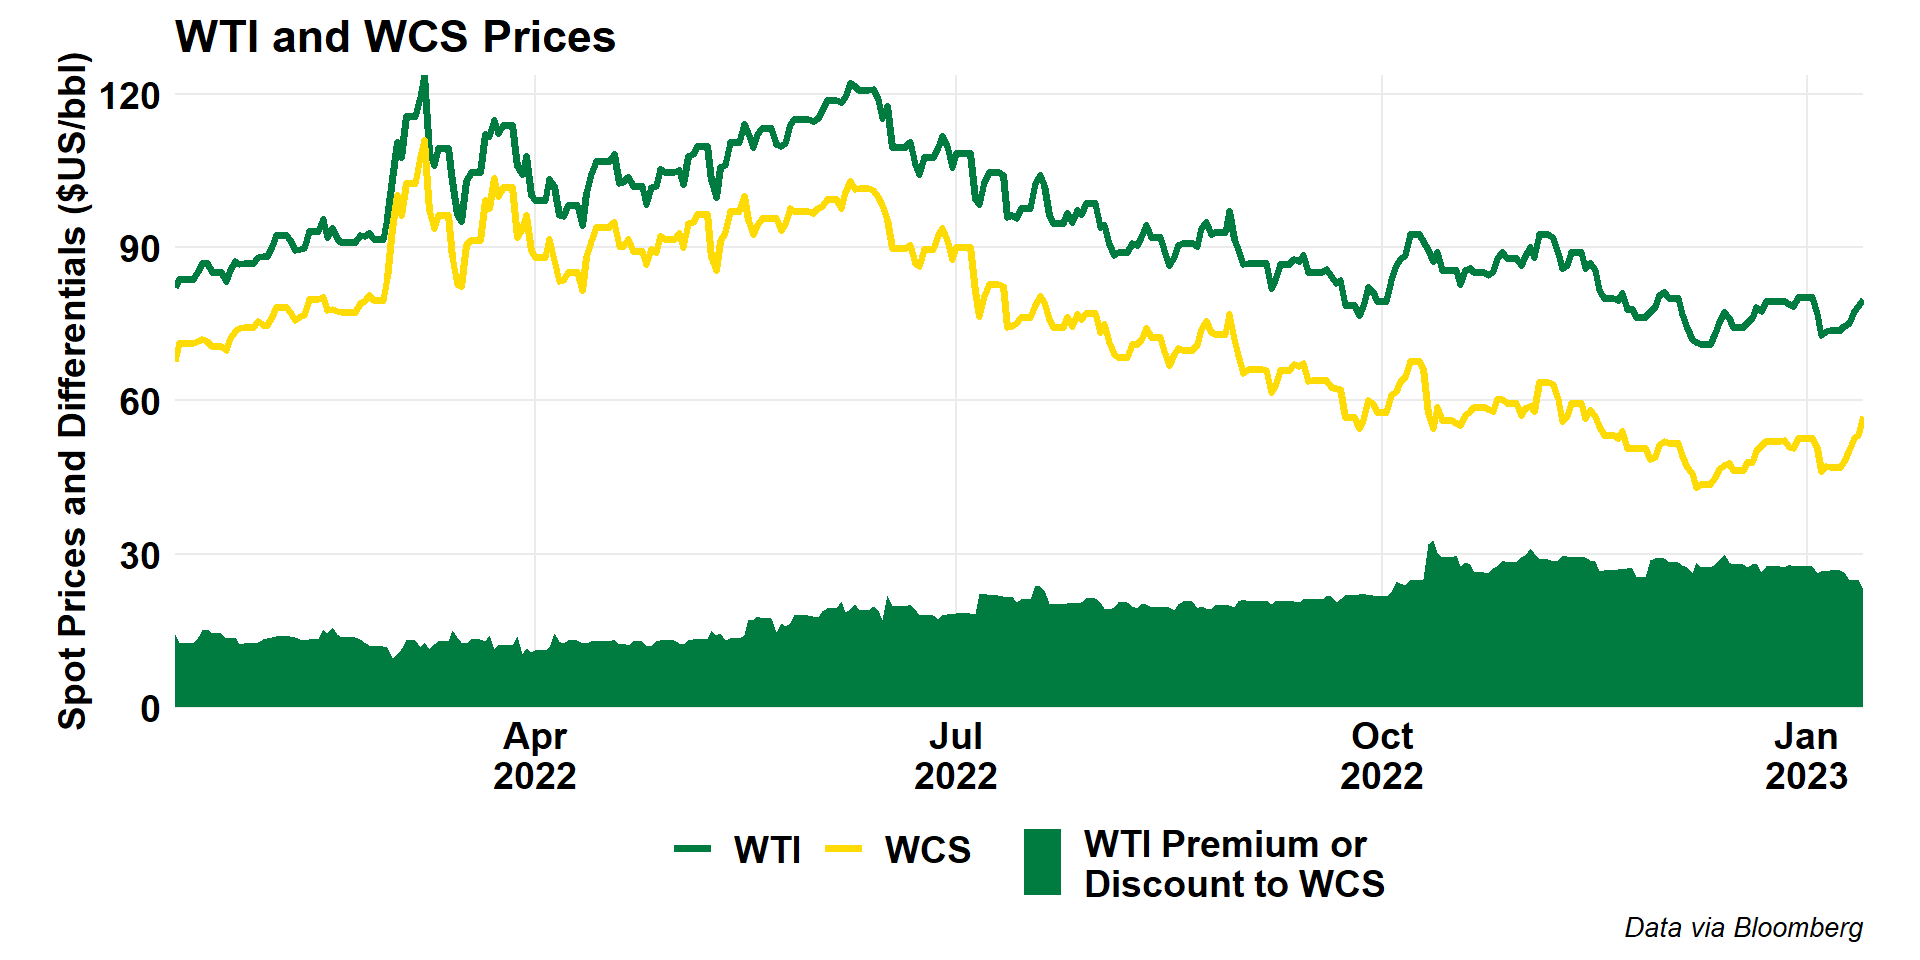 WTI and WCS Prices
Spot Prices and Differentials ($US/bbl)
120
90
60
30
0
Apr
2022
Jul
2022
Oct
2022
Jan
2023
WTI
WCS
WTI Premium or
Discount to WCS
Data via Bloomberg